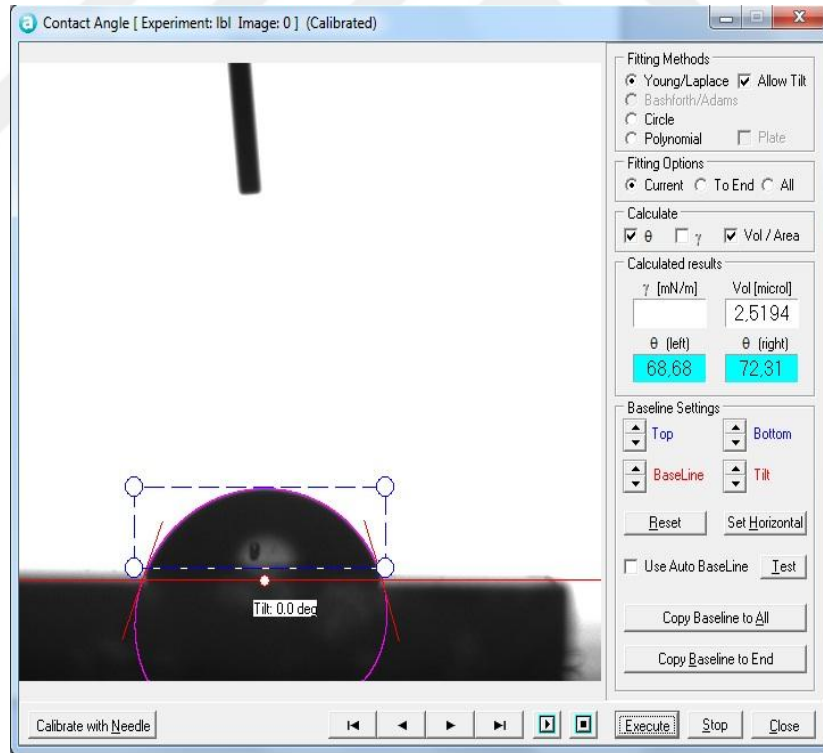 Contact Angle [ Experiment: lbl Image: 0 ] (Calibrated)
Fitting Methods
Young/Laplace Allow Tilt
Bashforth/Adams
Circle
Polynomial Plate
Fitting Options
Current To End All
Calculate
θ γ Vol / Area
Calculated results
γ [mN/m] Vol [microl]
2,5194
θ (left) θ (right)
68,68 72,31
Baseline Settings
Top Bottom
BaseLine Tilt
Reset Set Horizontal
Use Auto BaseLine Test
Tilt: 0.0 deg
Copy Baseline to All
Copy Baseline to End
Calibrate with Needle Execute Stop Close